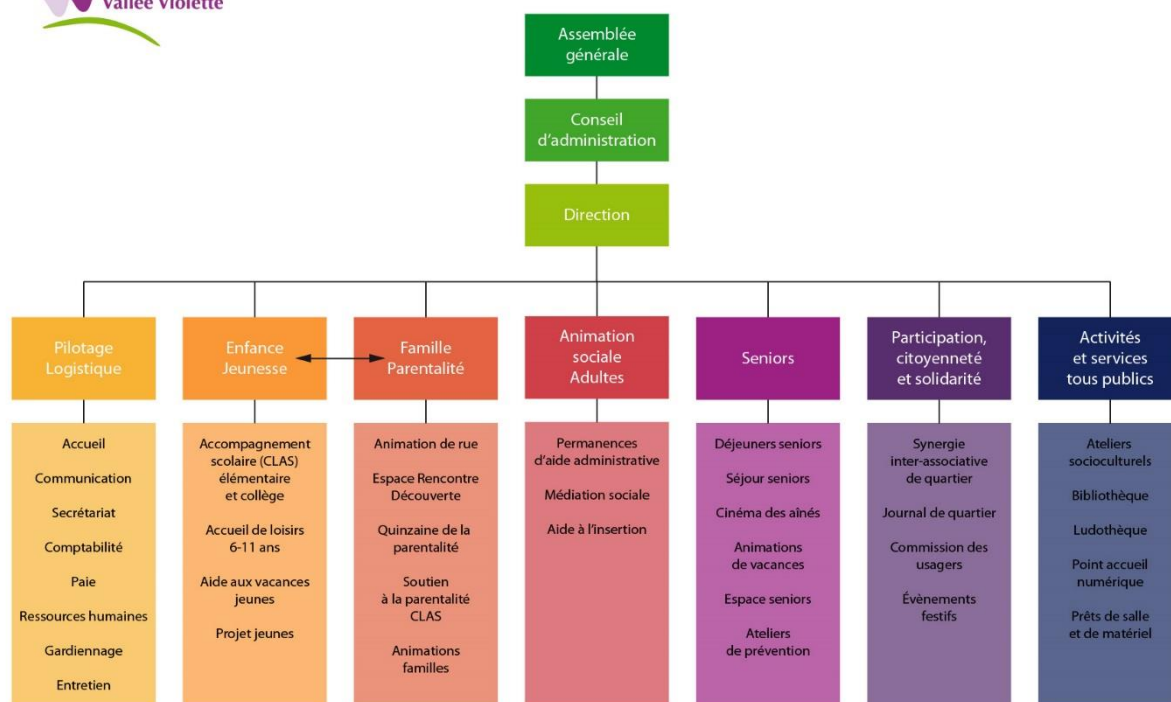 Vallée Violette
Assemblée
générale
Conseil
d'administration
Direction
Pilotage
Logistique
Enfance
Jeunesse
Famille
Parentalité
Animation
sociale
Adultes
Seniors
Participation,
citoyenneté
et solidarité
Activités
et services
tous publics
Accueil
Communication
Secrétariat
Comptabilité
Paie
Ressources humaines
Gardiennage
Entretien
Accompagnement
scolaire (CLAS)
élémentaire
et collège
Accueil de loisirs
6-11 ans
Aide aux vacances
jeunes
Projet jeunes
Animation de rue
Espace Rencontre
Découverte
Quinzaine de la
parentalité
Soutien
à la parentalité
CLAS
Animations
familles
Permanences
d'aide administrative
Médiation sociale
Aide à l'insertion
Déjeuners seniors
Séjour seniors
Cinéma des aînés
Animations
de vacances
Espace seniors
Ateliers
de prévention
Synergie
inter-associative
de quartier
Journal de quartier
Commission des
usagers
Évènements
festifs
Ateliers
socioculturels
Bibliothèque
Ludothèque
Point accueil
numérique
Prêts de salle
et de matériel